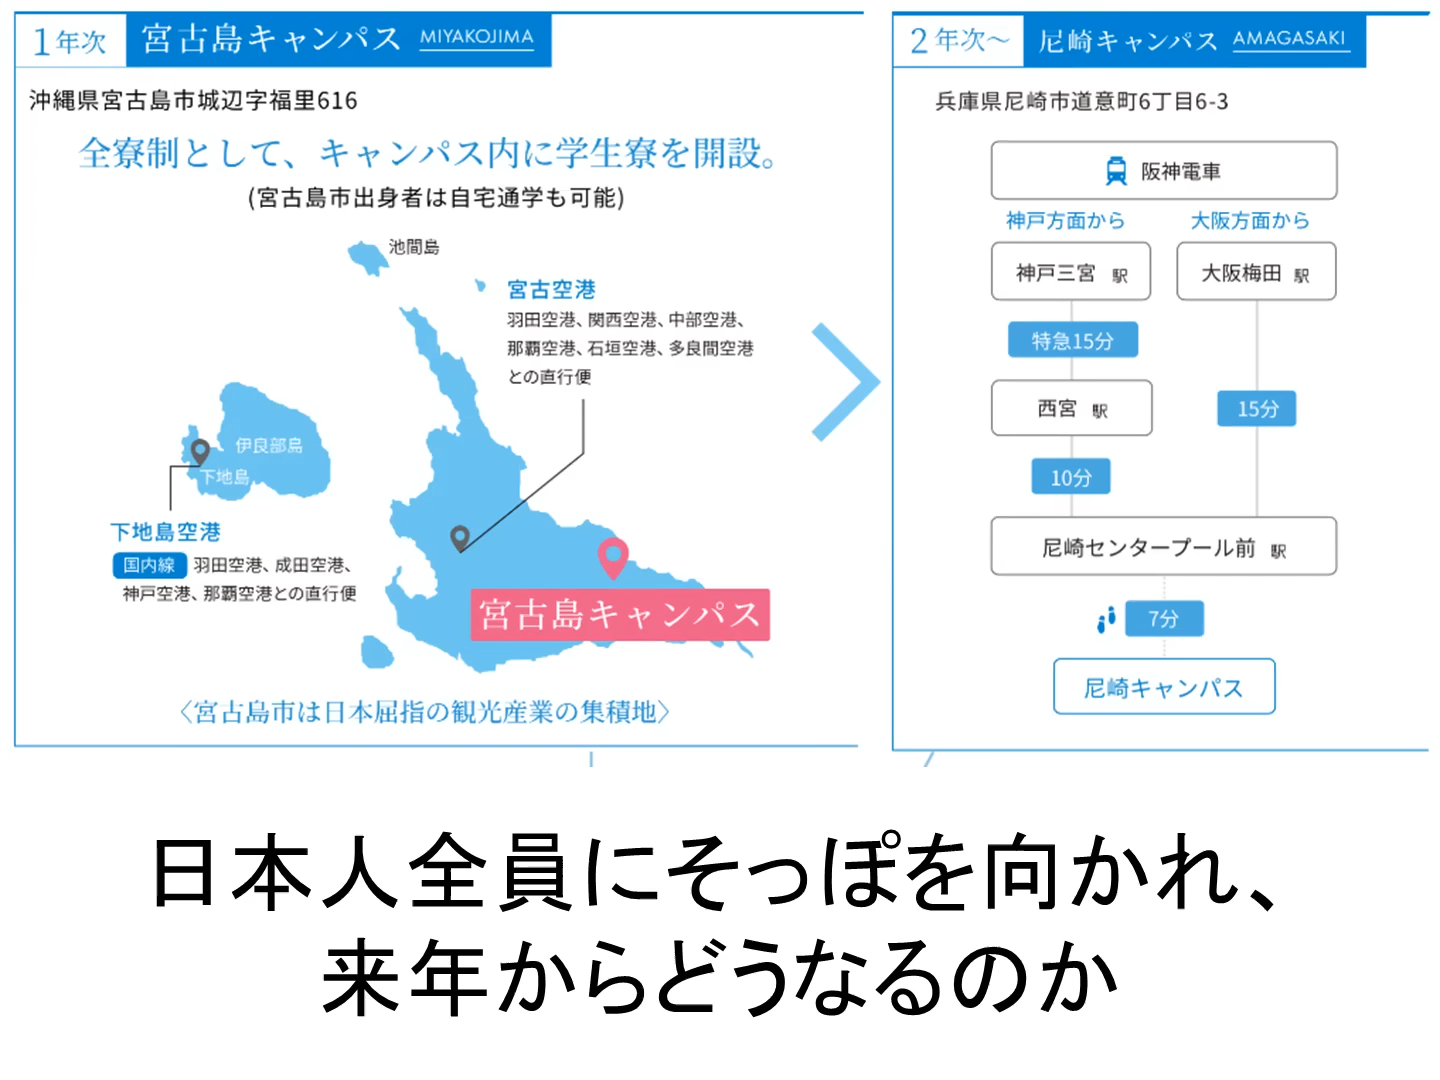 1年次
宮古島キャンパス MIYAKOJIMA
沖縄県宮古島市城辺字福里616
全寮制として、キャンパス内に学生寮を開設。
(宮古島市出身者は自宅通学も可能)
池間島
宮古空港
羽田空港、関西空港、中部空港、
那覇空港、石垣空港、多良間空港
との直行便
伊良部島
下地島
下地島空港
国内線 羽田空港、成田空港、
神戸空港、那覇空港との直行便
宮古島キャンパス
〈宮古島市は日本屈指の観光産業の集積地〉
2年次〜
尼崎キャンパス AMAGASAKI
兵庫県尼崎市道意町6丁目6-3
阪神電車
神戸方面から 大阪方面から
神戸三宮 駅 大阪梅田 駅
特急15分
西宮 駅
15分
10分
尼崎センタープール前 駅
7分
尼崎キャンパス
日本人全員にそっぽを向かれ、
来年からどうなるのか